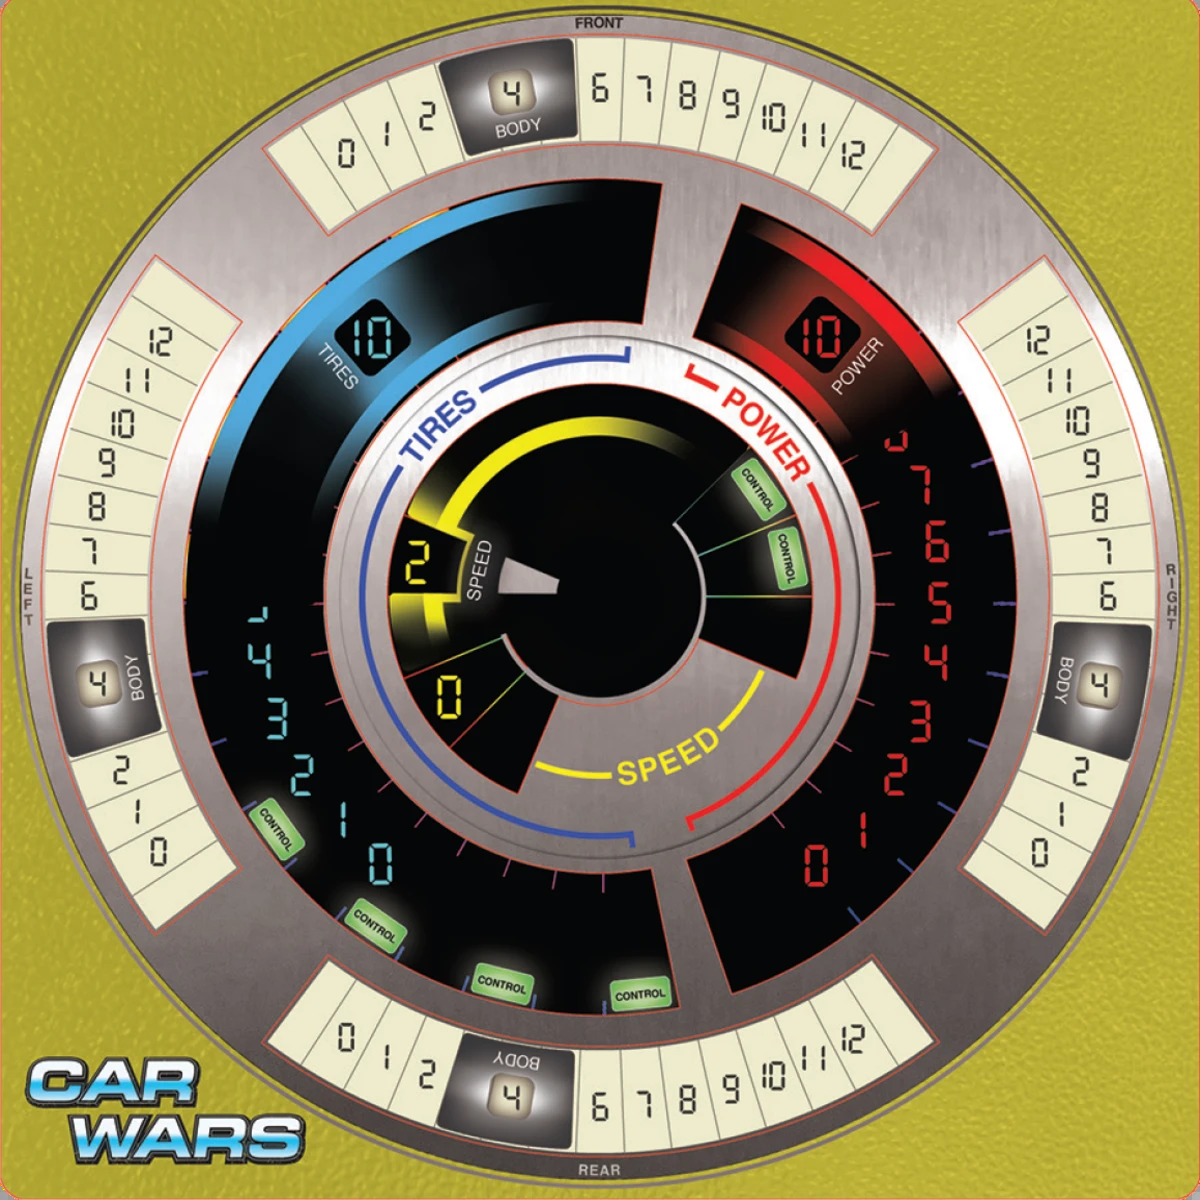 FRONT
0 1 2 4 6 7 8 9 10 11 12
BODY
10
TIRES
10
POWER
TIRES
POWER
12
11
10
9
8
7
6
4
BODY
2
1
0
LEFT
12
11
10
9
8
7
6
4
BODY
2
1
0
RIGHT
CONTROL
CONTROL
2
SPEED
0
SPEED
7
6
5
4
3
2
1
0
4
3
2
1
0
CONTROL
CONTROL
CONTROL
CONTROL
BODY
0 1 2 4 6 7 8 9 10 11 12
REAR
CAR
WARS